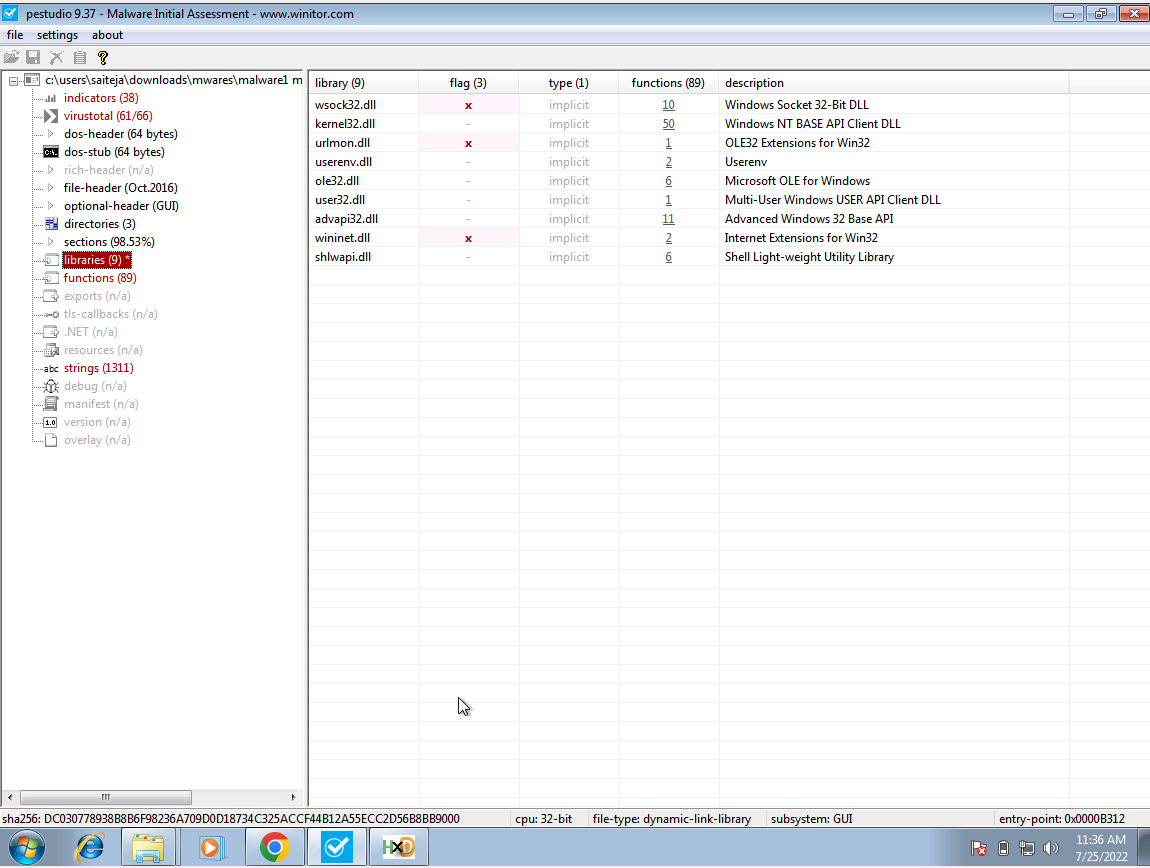 pestudio 9.37 - Malware Initial Assessment - www.winitor.com
file settings about
c:\users\saiteja\downloads\mwares\malware1 m
indicators (38)
virustotal (61/66)
dos-header (64 bytes)
dos-stub (64 bytes)
rich-header (n/a)
file-header (Oct.2016)
optional-header (GUI)
directories (3)
sections (98.53%)
libraries (9) *
functions (89)
exports (n/a)
tls-callbacks (n/a)
.NET (n/a)
resources (n/a)
abc strings (1311)
debug (n/a)
manifest (n/a)
1.0 version (n/a)
overlay (n/a)
library (9) flag (3) type (1) functions (89) description
wsock32.dll x implicit 10 Windows Socket 32-Bit DLL
kernel32.dll - implicit 50 Windows NT BASE API Client DLL
urlmon.dll x implicit 1 OLE32 Extensions for Win32
userenv.dll - implicit 2 Userenv
ole32.dll - implicit 6 Microsoft OLE for Windows
user32.dll - implicit 1 Multi-User Windows USER API Client DLL
advapi32.dll - implicit 11 Advanced Windows 32 Base API
wininet.dll x implicit 2 Internet Extensions for Win32
shlwapi.dll - implicit 6 Shell Light-weight Utility Library
sha256: DC030778938B8B6F98236A709D0D18734C325ACCF44B12A55ECC2D56B8BB9000 cpu: 32-bit file-type: dynamic-link-library subsystem: GUI entry-point: 0x0000B312
HXD
11:36 AM
7/25/2022